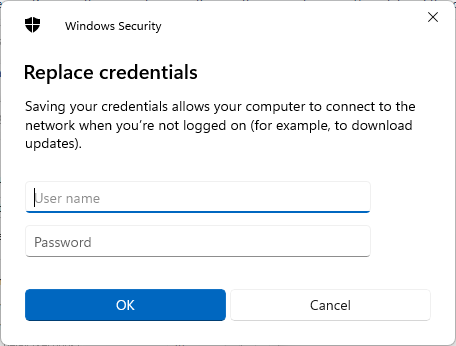 Windows Security
Replace credentials
Saving your credentials allows your computer to connect to the
network when you're not logged on (for example, to download
updates).
User name
Password
OK
Cancel